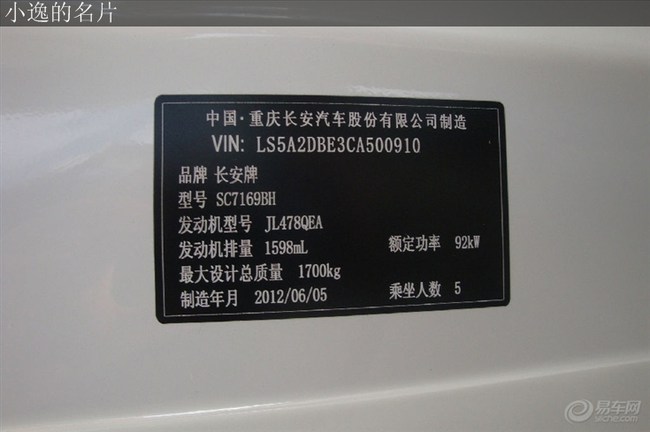 小逸的名片
中国·重庆长安汽车股份有限公司制造
VIN: LS5A2DBE3CA500910
品牌 长安牌
型号 SC7169BH
发动机型号 JL478QEA
发动机排量 1598mL 额定功率 92kW
最大设计总质量 1700kg
制造年月 2012/06/05 乘坐人数 5
易车网